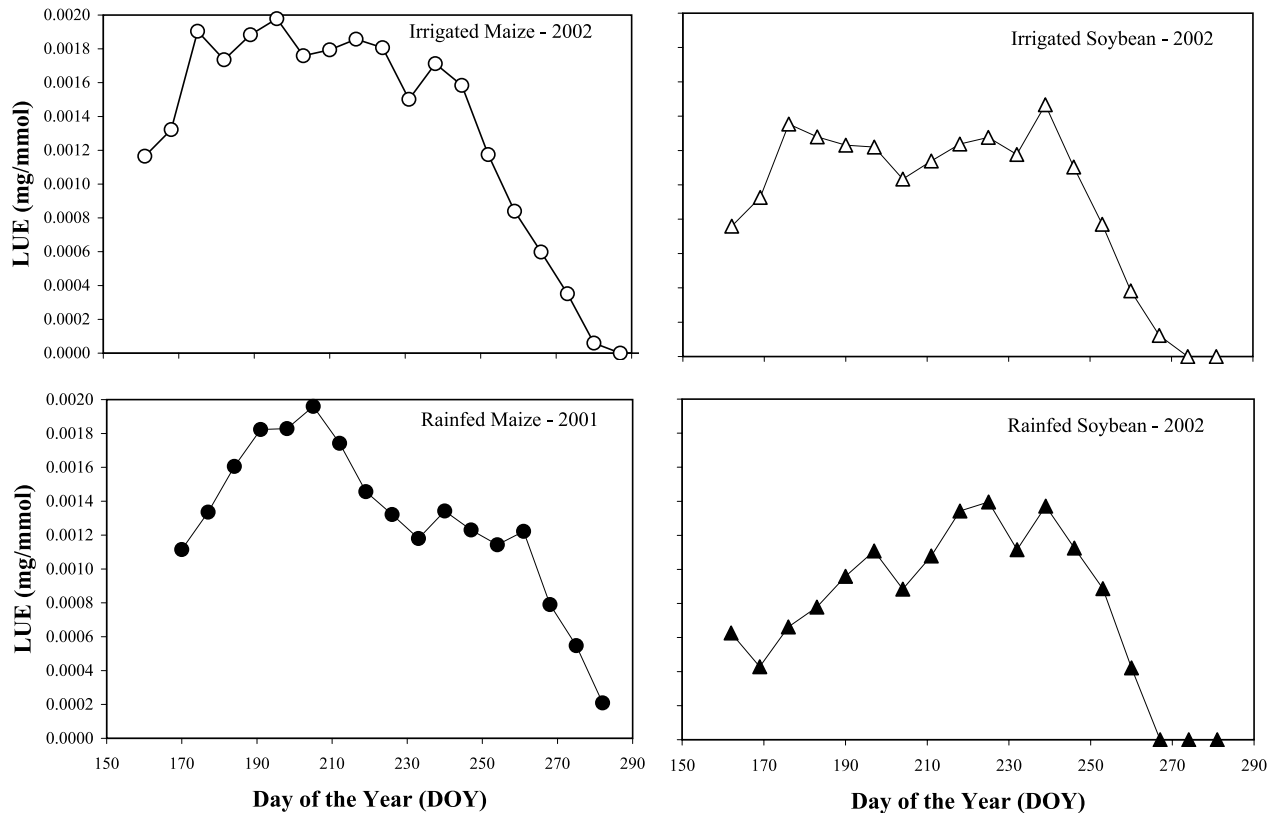 Irrigated Maize - 2002
LUE (mg/mmol)
0.0020
0.0018
0.0016
0.0014
0.0012
0.0010
0.0008
0.0006
0.0004
0.0002
0.0000
Irrigated Soybean - 2002
Rainfed Maize - 2001
LUE (mg/mmol)
0.0020
0.0018
0.0016
0.0014
0.0012
0.0010
0.0008
0.0006
0.0004
0.0002
0.0000
150 170 190 210 230 250 270 290
Day of the Year (DOY)
Rainfed Soybean - 2002
150 170 190 210 230 250 270 290
Day of the Year (DOY)